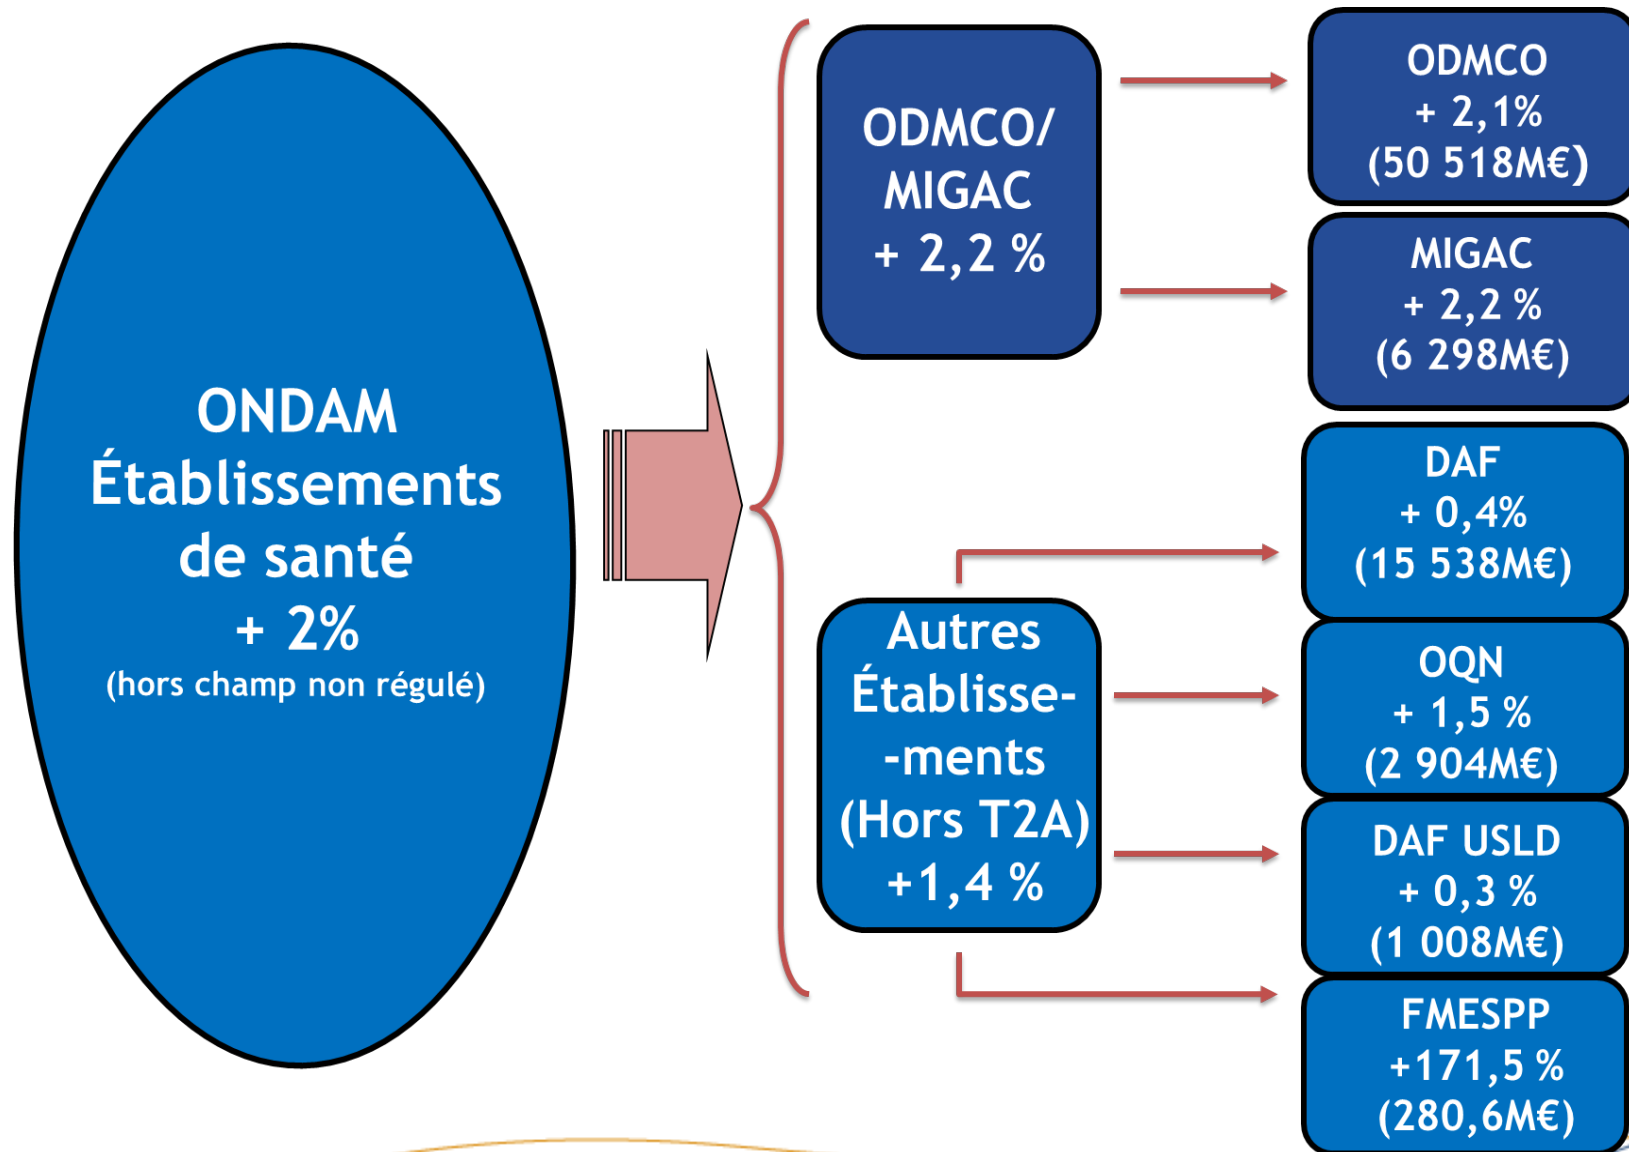 ONDAM
Établissements
de santé
+ 2%
(hors champ non régulé)
ODMCO/
MIGAC
+ 2,2 %
ODMCO
+ 2,1%
(50 518M€)
MIGAC
+ 2,2 %
(6 298M€)
Autres
Établisse-
-ments
(Hors T2A)
+1,4 %
DAF
+ 0,4%
(15 538M€)
OQN
+ 1,5 %
(2 904M€)
DAF USLD
+ 0,3 %
(1 008M€)
FMESPP
+171,5 %
(280,6M€)